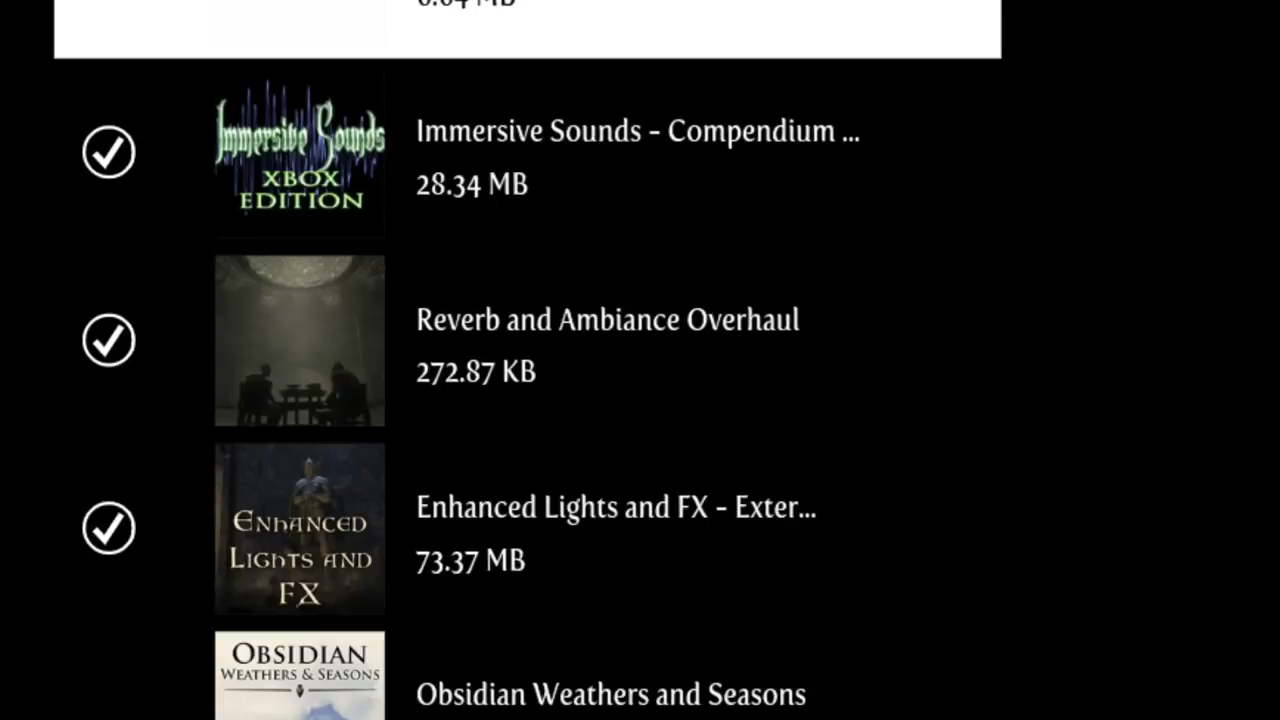 Immersive Sounds
XBOX
EDITION
Immersive Sounds - Compendium ...
28.34 MB
Reverb and Ambiance Overhaul
272.87 KB
ENHANCED
LIGHTS AND
FX
Enhanced Lights and FX - Exter...
73.37 MB
OBSIDIAN
WEATHERS & SEASONS
Obsidian Weathers and Seasons